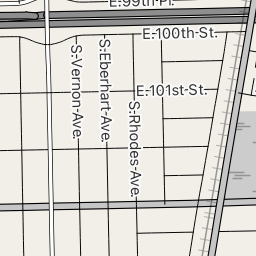 E.99th Pl.
E.100th St.
E.101st St.
S.Vernon Ave.
S.Eberhart Ave.
S.Rhodes Ave.